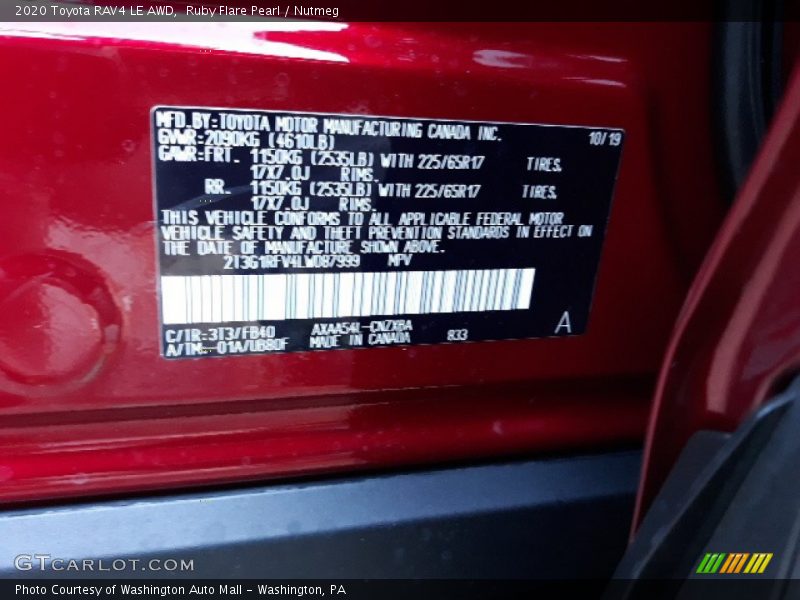 2020 Toyota RAV4 LE AWD, Ruby Flare Pearl / Nutmeg
MFD. BY: TOYOTA MOTOR MANUFACTURING CANADA INC. 10/19
GVWR: 2090KG (4610LB)
GAWR: FRT. 1150KG (2535LB) WITH 225/65R17 TIRES.
17X7.0J RIMS.
RR. 1150KG (2535LB) WITH 225/65R17 TIRES.
17X7.0J RIMS.
THIS VEHICLE CONFORMS TO ALL APPLICABLE FEDERAL MOTOR
VEHICLE SAFETY AND THEFT PREVENTION STANDARDS IN EFFECT ON
THE DATE OF MANUFACTURE SHOWN ABOVE.
2T3G1RFV4LW087999 MPV
C/TR: 3T3/FB40 AXAA54L-CNZXBA 833
A/TM: -01A/UB80F MADE IN CANADA A
GTCARLOT.COM
Photo Courtesy of Washington Auto Mall - Washington, PA